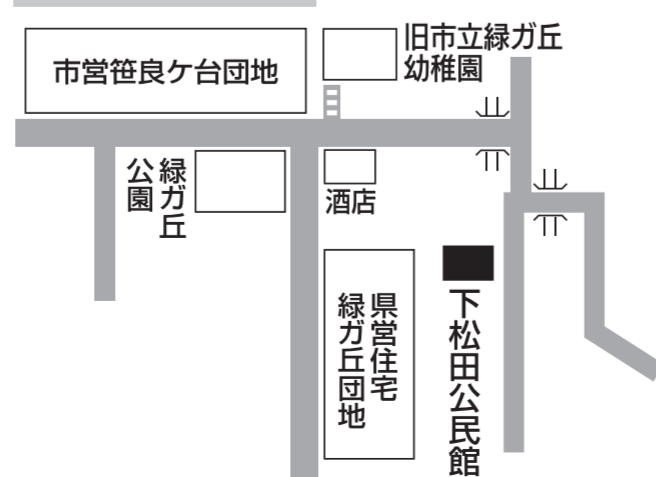 旧市立緑ガ丘
幼稚園
市営笹良ケ台団地
緑ガ丘
公園
酒店
県営住宅
緑ガ丘団地
下松田公民館